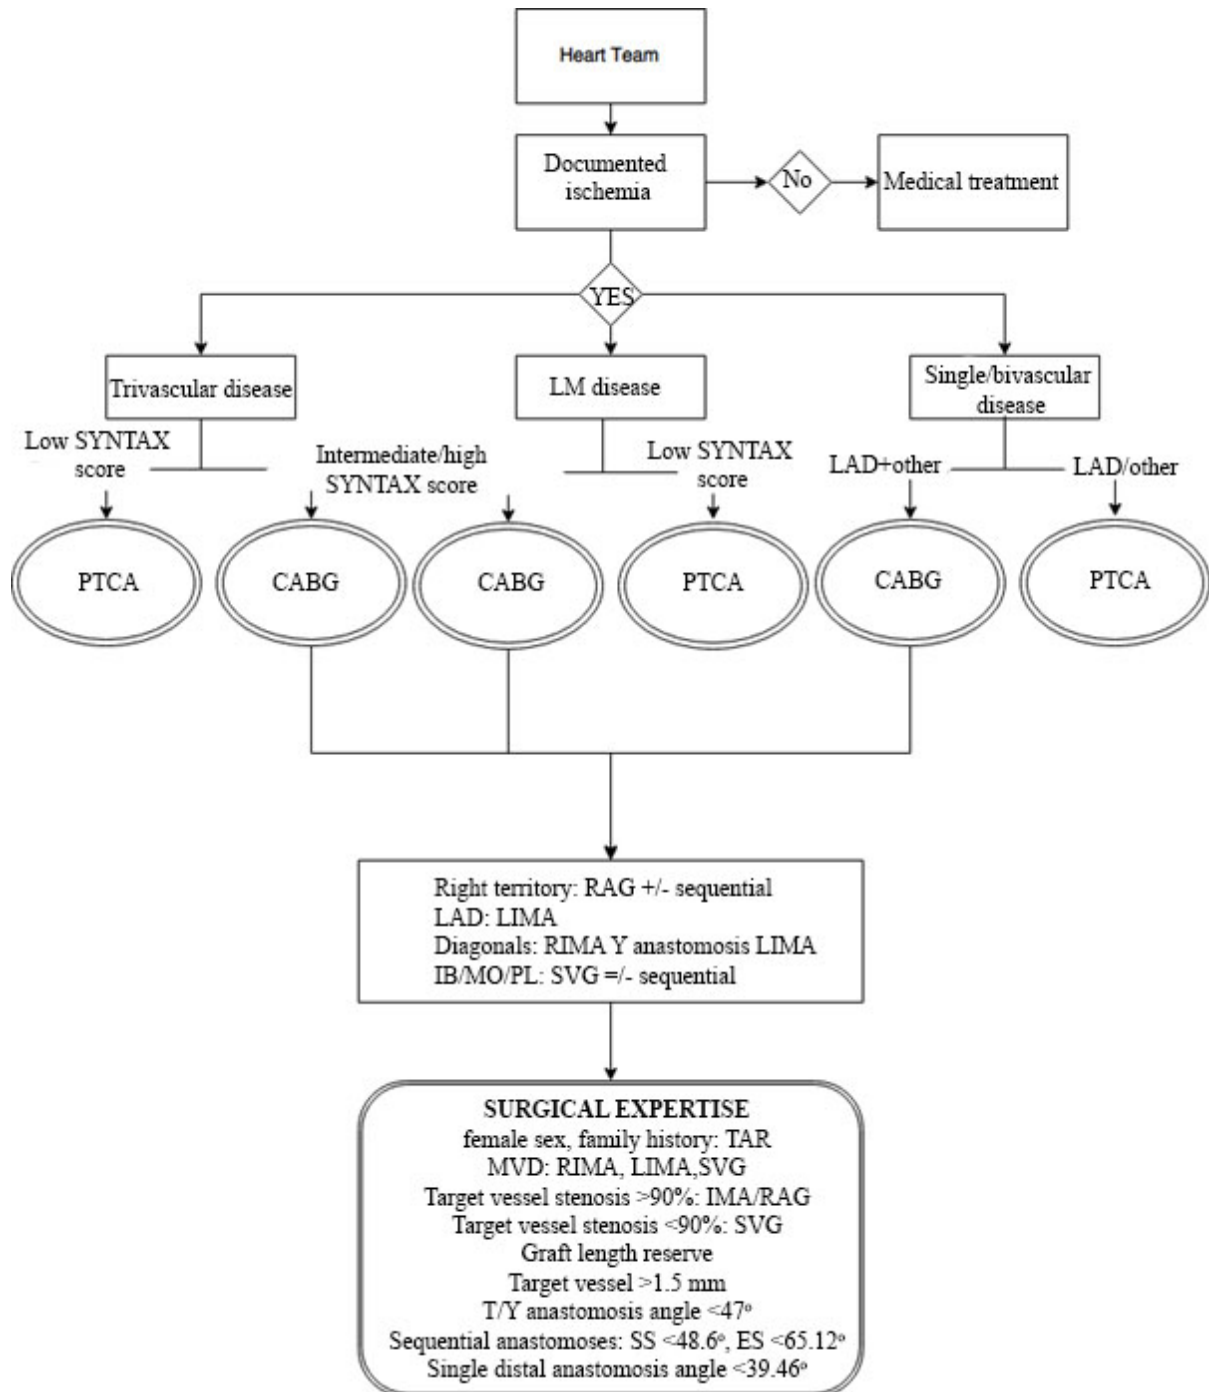 Heart Team
Documented
ischemia
No
Medical treatment
YES
Trivascular disease
LM disease
Single/bivascular
disease
Low SYNTAX
score
Intermediate/high
SYNTAX score
Low SYNTAX
score
LAD+other
LAD/other
PTCA
CABG
CABG
PTCA
CABG
PTCA
Right territory: RAG +/- sequential
LAD: LIMA
Diagonals: RIMA Y anastomosis LIMA
IB/MO/PL: SVG =/- sequential
SURGICAL EXPERTISE
female sex, family history: TAR
MVD: RIMA, LIMA,SVG
Target vessel stenosis >90%: IMA/RAG
Target vessel stenosis <90%: SVG
Graft length reserve
Target vessel >1.5 mm
T/Y anastomosis angle <47º
Sequential anastomoses: SS <48.6º, ES <65.12º
Single distal anastomosis angle <39.46º